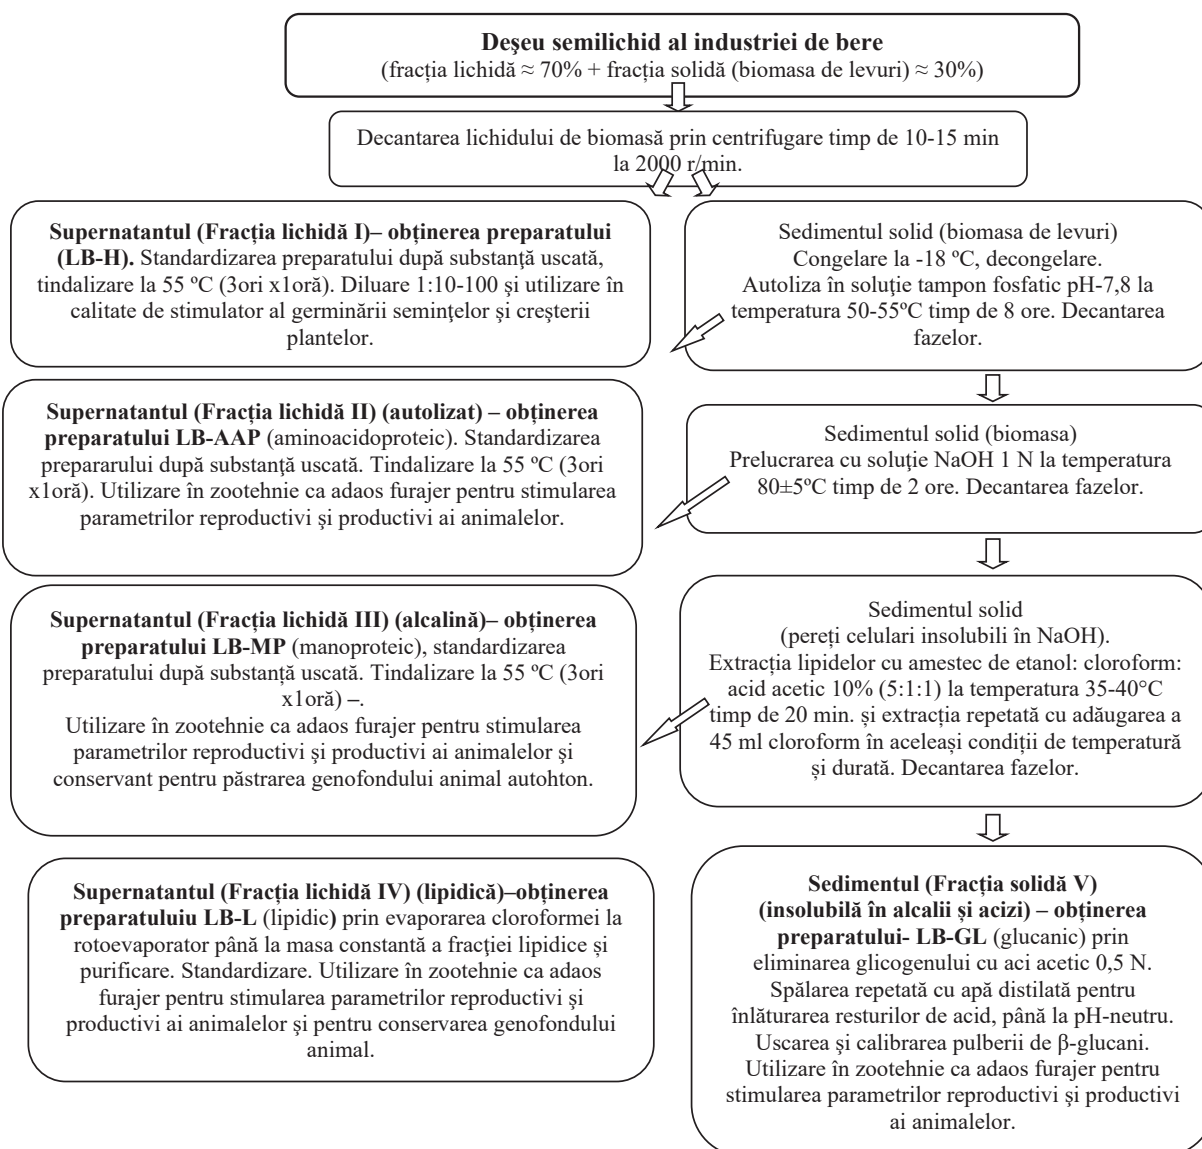 Deşeu semilichid al industriei de bere
(fracția lichidă ≈ 70% + fracția solidă (biomasa de levuri) ≈ 30%)
Decantarea lichidului de biomasă prin centrifugare timp de 10-15 min
la 2000 r/min.
Supernatantul (Fracția lichidă I)– obținerea preparatului
(LB-H). Standardizarea preparatului după substanţă uscată,
tindalizare la 55 ºC (3ori x1oră). Diluare 1:10-100 şi utilizare în
calitate de stimulator al germinării seminţelor şi creşterii
plantelor.
Sedimentul solid (biomasa de levuri)
Congelare la -18 ºC, decongelare.
Autoliza în soluţie tampon fosfatic pH-7,8 la
temperatura 50-55ºC timp de 8 ore. Decantarea
fazelor.
Supernatantul (Fracția lichidă II) (autolizat) – obținerea
preparatului LB-AAP (aminoacidoproteic). Standardizarea
prepararului după substanţă uscată. Tindalizare la 55 ºC (3ori
x1oră). Utilizare în zootehnie ca adaos furajer pentru stimularea
parametrilor reproductivi şi productivi ai animalelor.
Sedimentul solid (biomasa)
Prelucrarea cu soluţie NaOH 1 N la temperatura
80±5ºC timp de 2 ore. Decantarea fazelor.
Supernatantul (Fracția lichidă III) (alcalină)– obținerea
preparatului LB-MP (manoproteic), standardizarea
preparatului după substanţă uscată. Tindalizare la 55 ºC (3ori
x1oră) –.
Utilizare în zootehnie ca adaos furajer pentru stimularea
parametrilor reproductivi şi productivi ai animalelor şi
conservant pentru păstrarea genofondului animal autohton.
Sedimentul solid
(pereți celulari insolubili în NaOH).
Extracția lipidelor cu amestec de etanol: cloroform:
acid acetic 10% (5:1:1) la temperatura 35-40°C
timp de 20 min. și extracția repetată cu adăugarea a
45 ml cloroform în aceleași condiții de temperatură
și durată. Decantarea fazelor.
Supernatantul (Fracția lichidă IV) (lipidică)–obținerea
preparatuluiu LB-L (lipidic) prin evaporarea cloroformei la
rotoevaporator până la masa constantă a fracției lipidice și
purificare. Standardizare. Utilizare în zootehnie ca adaos
furajer pentru stimularea parametrilor reproductivi şi
productivi ai animalelor şi pentru conservarea genofondului
animal.
Sedimentul (Fracția solidă V)
(insolubilă în alcalii și acizi) – obținerea
preparatului- LB-GL (glucanic) prin
eliminarea glicogenului cu aci acetic 0,5 N.
Spălarea repetată cu apă distilată pentru
înlăturarea resturilor de acid, până la pH-neutru.
Uscarea şi calibrarea pulberii de β-glucani.
Utilizare în zootehnie ca adaos furajer pentru
stimularea parametrilor reproductivi şi productivi
ai animalelor.